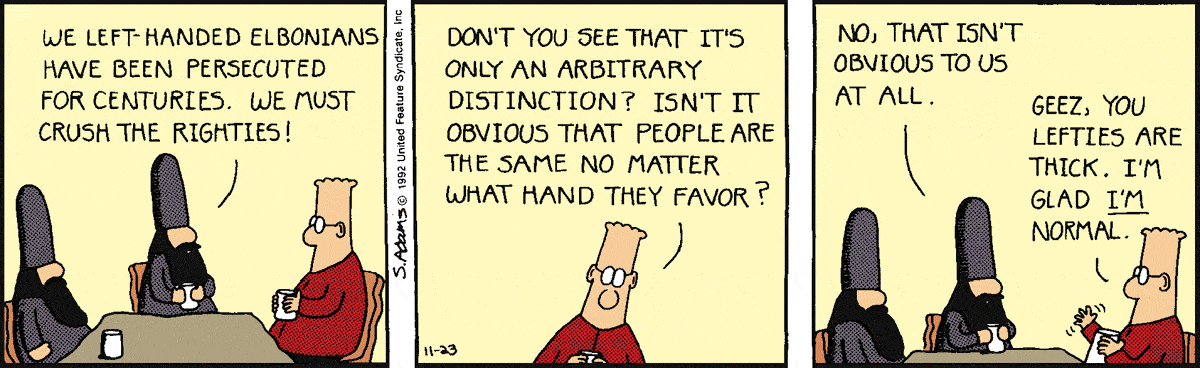 WE LEFT-HANDED ELBONIANS
HAVE BEEN PERSECUTED
FOR CENTURIES. WE MUST
CRUSH THE RIGHTIES!
S. Adams © 1992 United Feature Syndicate, Inc
DON'T YOU SEE THAT IT'S
ONLY AN ARBITRARY
DISTINCTION? ISN'T IT
OBVIOUS THAT PEOPLE ARE
THE SAME NO MATTER
WHAT HAND THEY FAVOR?
11-23
NO, THAT ISN'T
OBVIOUS TO US
AT ALL.
GEEZ, YOU
LEFTIES ARE
THICK. I'M
GLAD I'M
NORMAL.